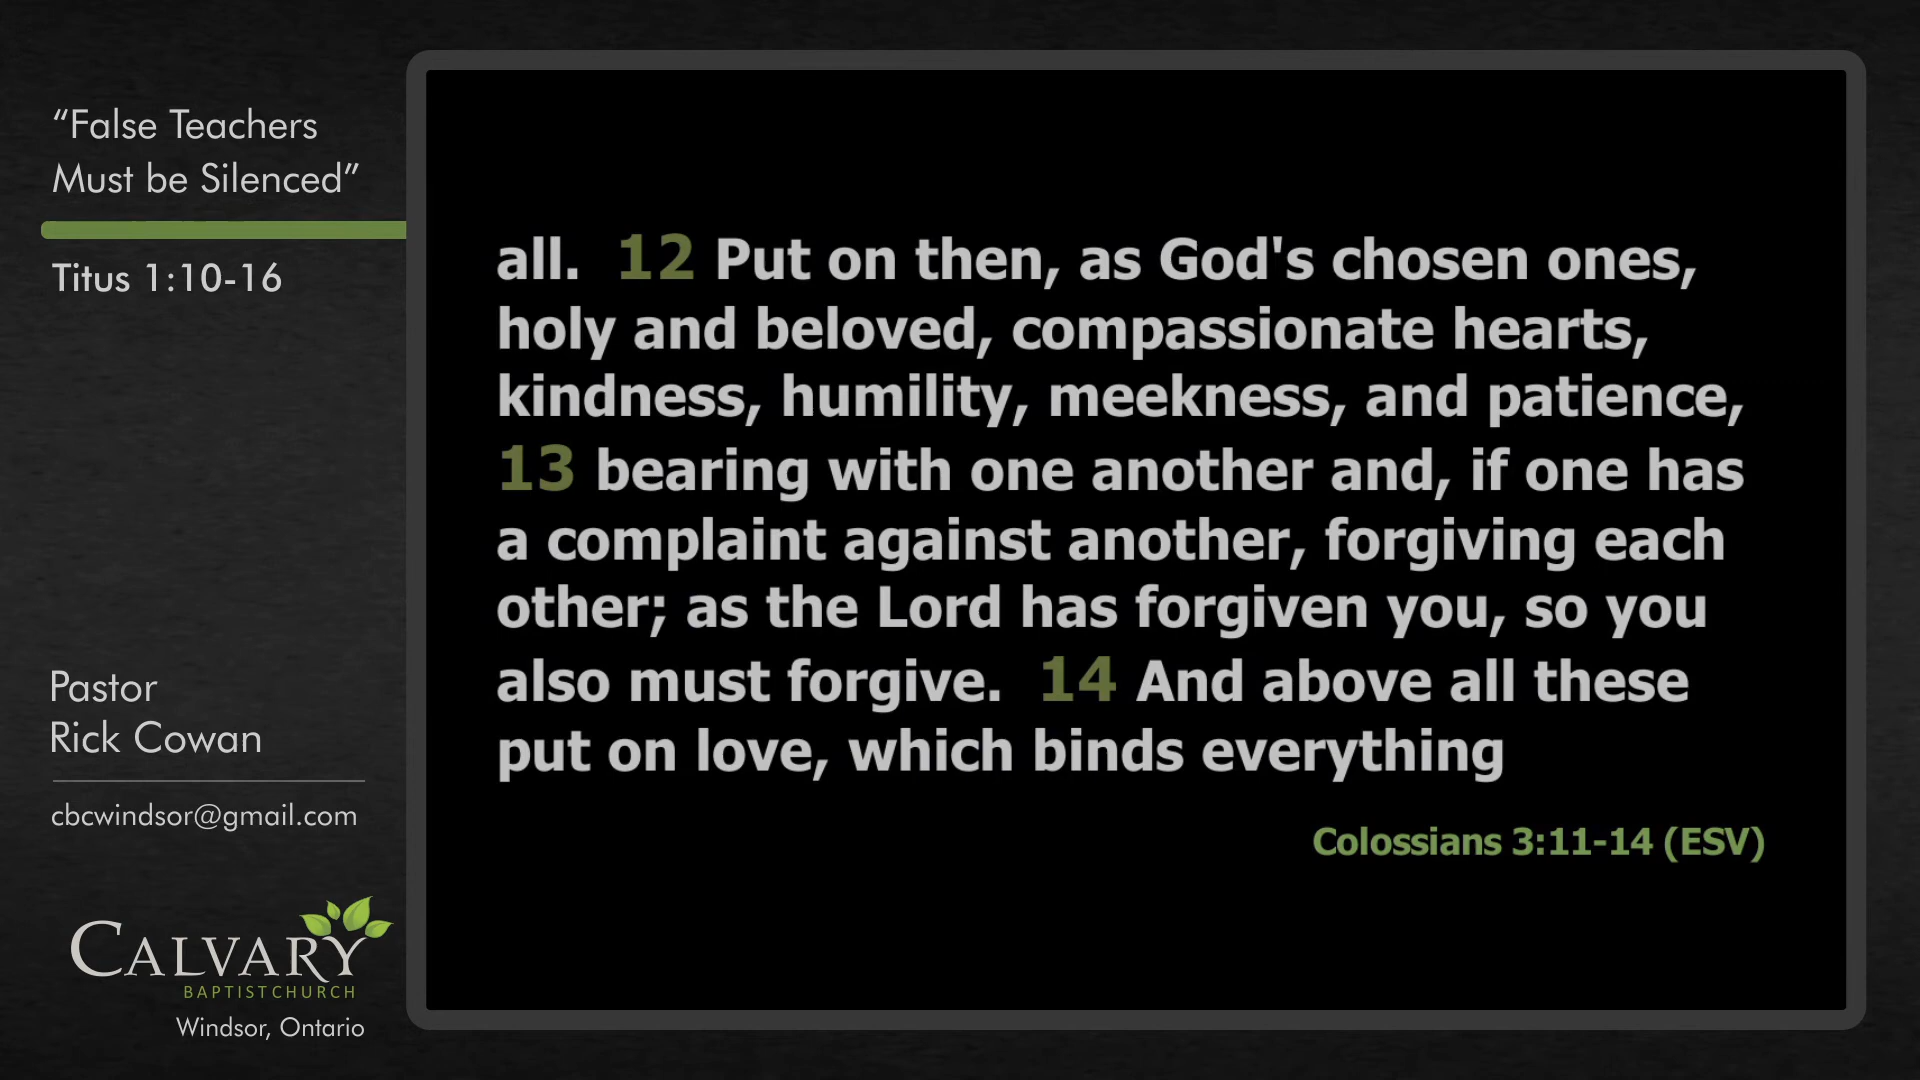 “False Teachers
Must be Silenced”
Titus 1:10-16
Pastor
Rick Cowan
cbcwindsor@gmail.com
CALVARY
BAPTISTCHURCH
Windsor, Ontario
all. 12 Put on then, as God's chosen ones,
holy and beloved, compassionate hearts,
kindness, humility, meekness, and patience,
13 bearing with one another and, if one has
a complaint against another, forgiving each
other; as the Lord has forgiven you, so you
also must forgive. 14 And above all these
put on love, which binds everything
Colossians 3:11-14 (ESV)